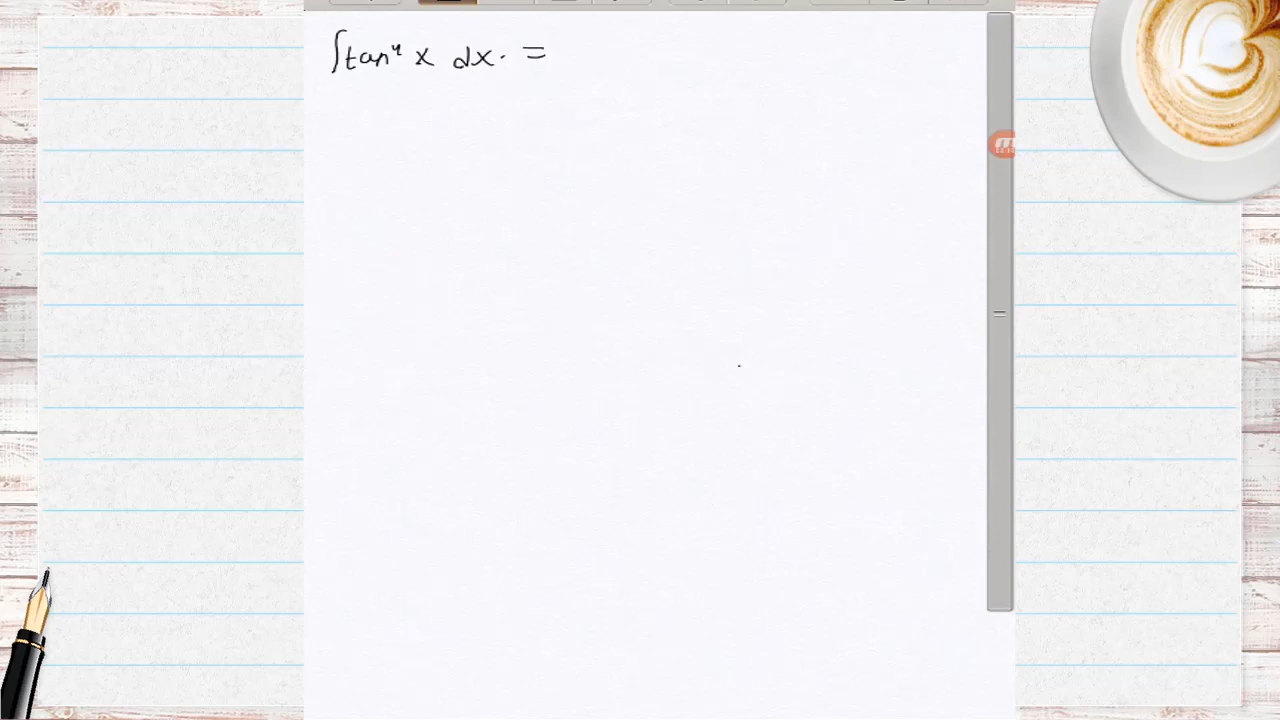 ∫tan⁴ x dx. =